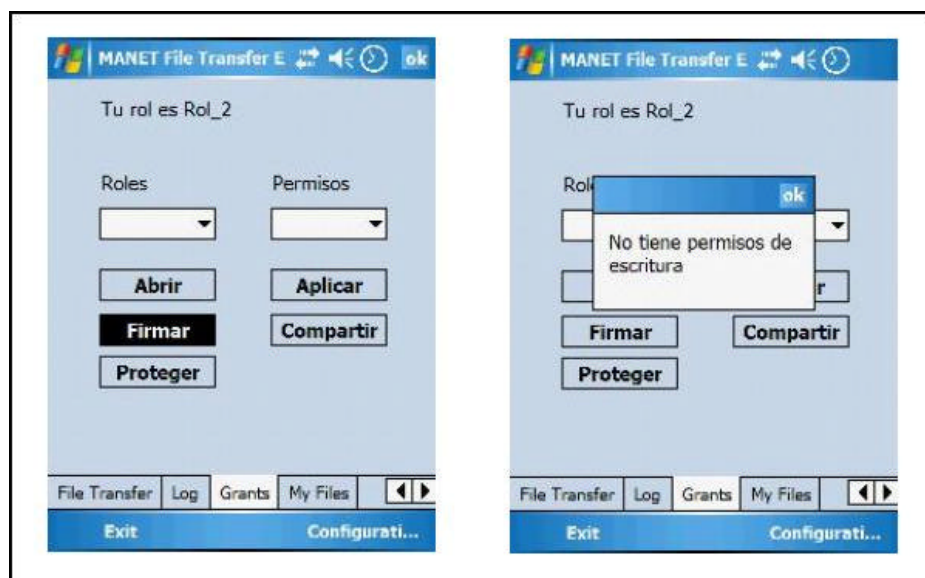 MANET File Transfer E ok
Tu rol es Rol_2
Roles Permisos
Abrir Aplicar
Firmar Compartir
Proteger
File Transfer Log Grants My Files
Exit Configurati...
MANET File Transfer E
Tu rol es Rol_2
Rol
ok
No tiene permisos de
escritura
r
Firmar Compartir
Proteger
File Transfer Log Grants My Files
Exit Configurati...